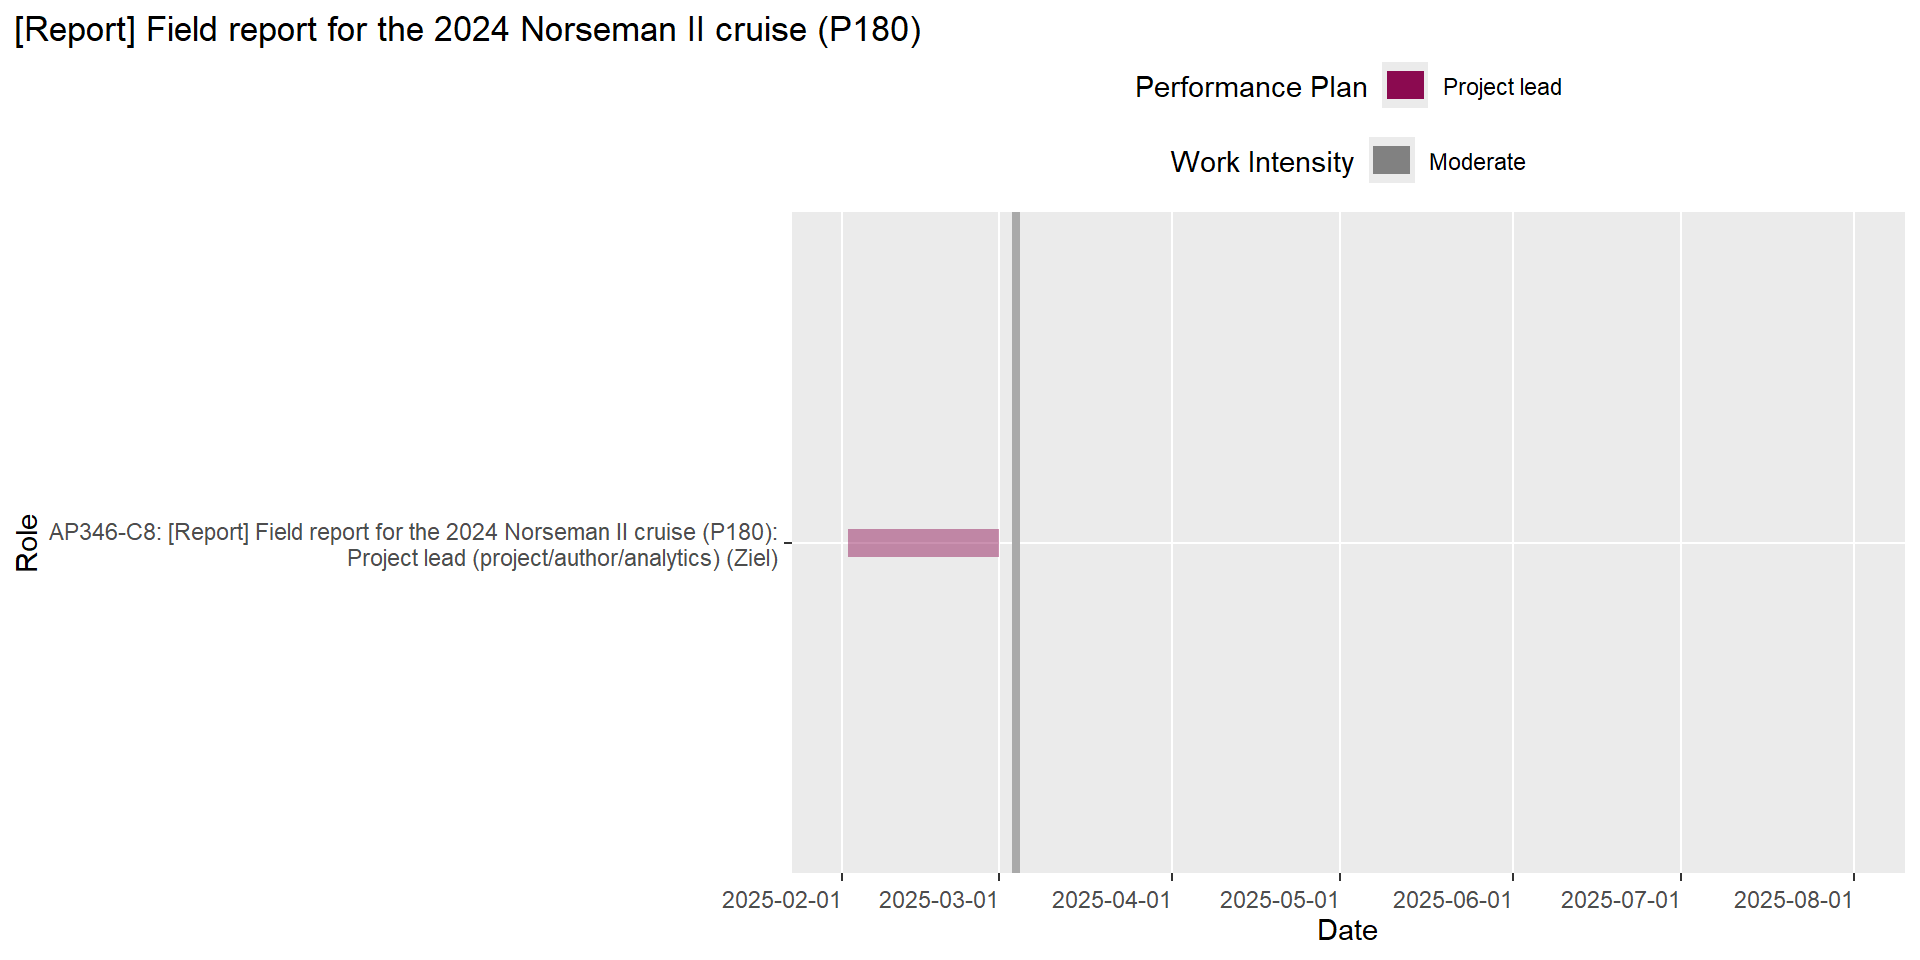 [Report] Field report for the 2024 Norseman II cruise (P180)
Performance Plan
Project lead
Work Intensity
Moderate
Role
AP346-C8: [Report] Field report for the 2024 Norseman II cruise (P180):
Project lead (project/author/analytics) (Ziel)
2025-02-01
2025-03-01
2025-04-01
2025-05-01
2025-06-01
2025-07-01
2025-08-01
Date